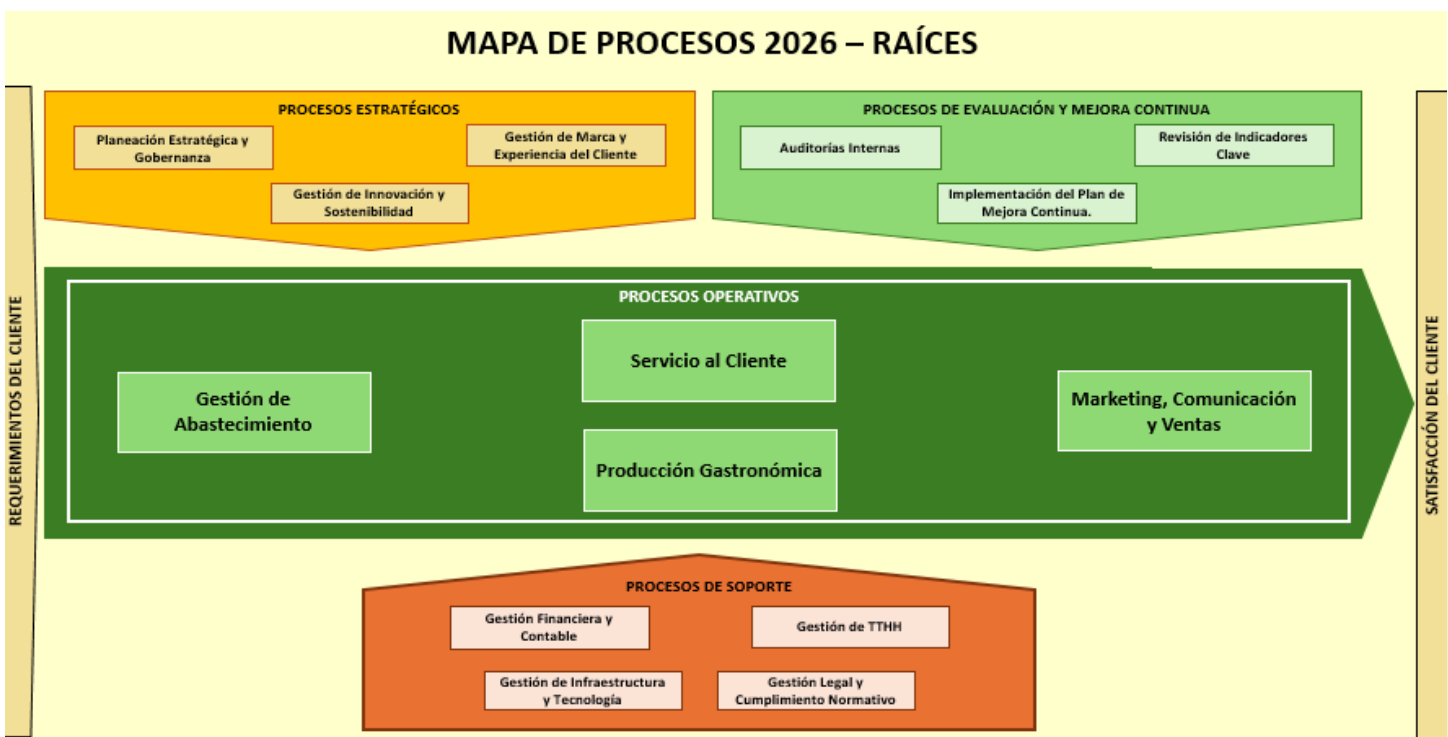 MAPA DE PROCESOS 2026 – RAÍCES
REQUERIMIENTOS DEL CLIENTE
PROCESOS ESTRATÉGICOS
Planeación Estratégica y
Gobernanza
Gestión de Marca y
Experiencia del Cliente
Gestión de Innovación y
Sostenibilidad
PROCESOS DE EVALUACIÓN Y MEJORA CONTINUA
Auditorías Internas
Revisión de Indicadores
Clave
Implementación del Plan de
Mejora Continua.
PROCESOS OPERATIVOS
Gestión de
Abastecimiento
Servicio al Cliente
Producción Gastronómica
Marketing, Comunicación
y Ventas
PROCESOS DE SOPORTE
Gestión Financiera y
Contable
Gestión de TTHH
Gestión de Infraestructura
y Tecnología
Gestión Legal y
Cumplimiento Normativo
SATISFACCIÓN DEL CLIENTE